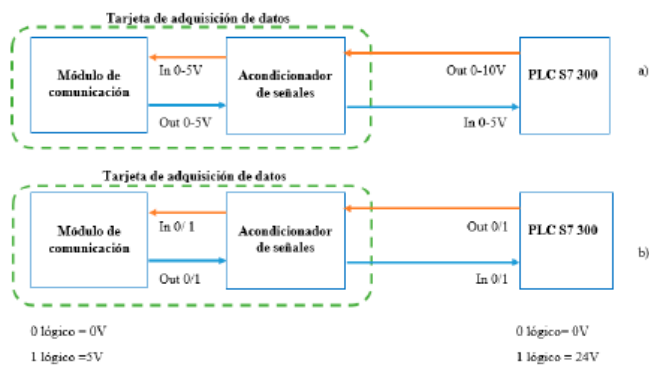 Tarjeta de adquisición de datos
Módulo de
comunicación
In 0-5V
Out 0-5V
Acondicionador
de señales
Out 0-10V
In 0-5V
PLC S7 300
a)
Tarjeta de adquisición de datos
Módulo de
comunicación
In 0/ 1
Out 0/1
Acondicionador
de señales
Out 0/1
In 0/1
PLC S7 300
b)
0 lógico = 0V
1 lógico =5V
0 lógico= 0V
1 lógico = 24V